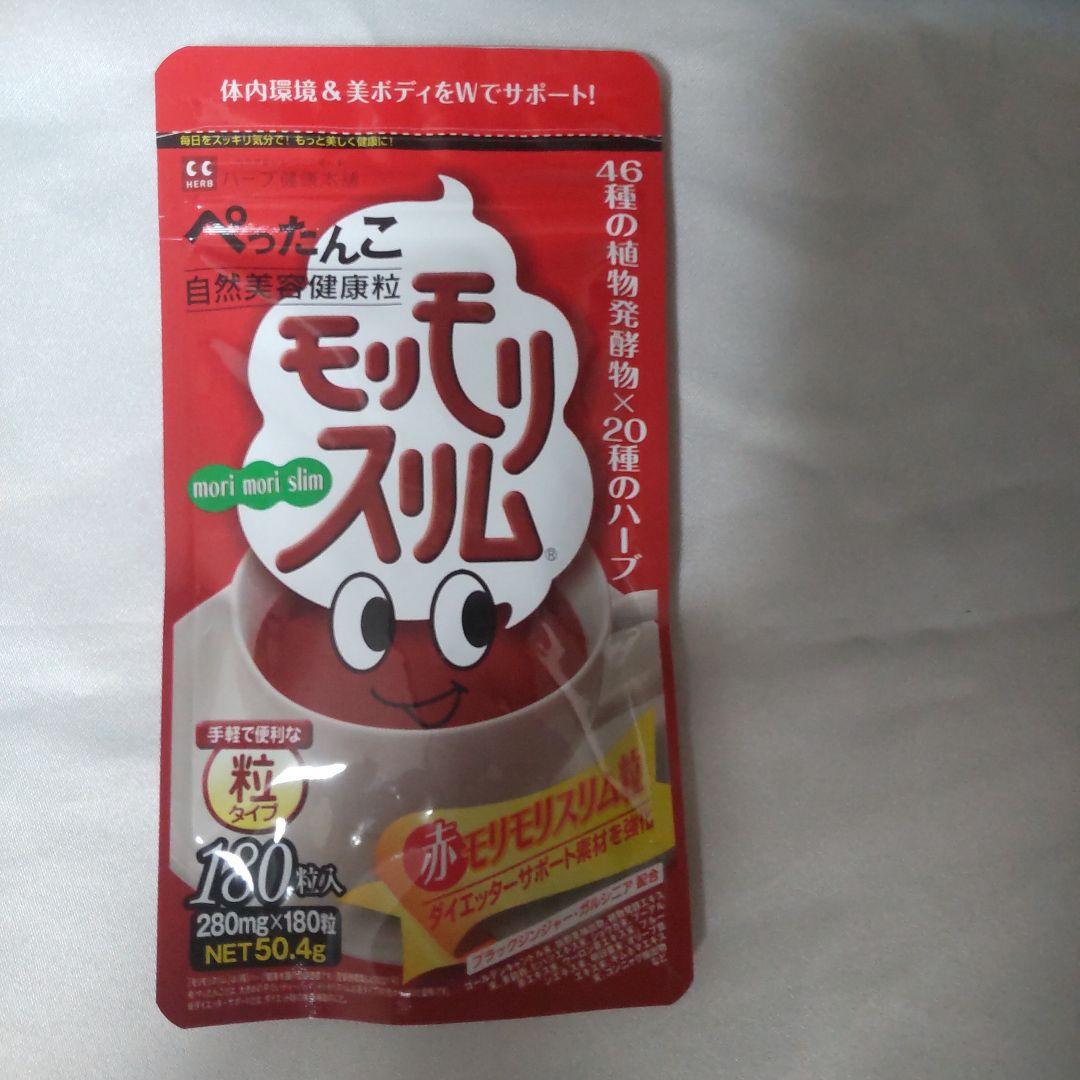 体内環境&美ボディをWでサポート!
毎日をスッキリ気分で!もっと美しく健康に!
HERB
ハーブ健康本舗
ぺったんこ
自然美容健康粒
モリモリ
スリム®
mori mori slim
46種の植物発酵物×20種のハーブ
手軽で便利な
粒
タイプ
180粒入
280mg×180粒
NET50.4g
赤モリモリスリム粒
ダイエッターサポート素材を強化
ブラックジンジャー・ガルシニア配合